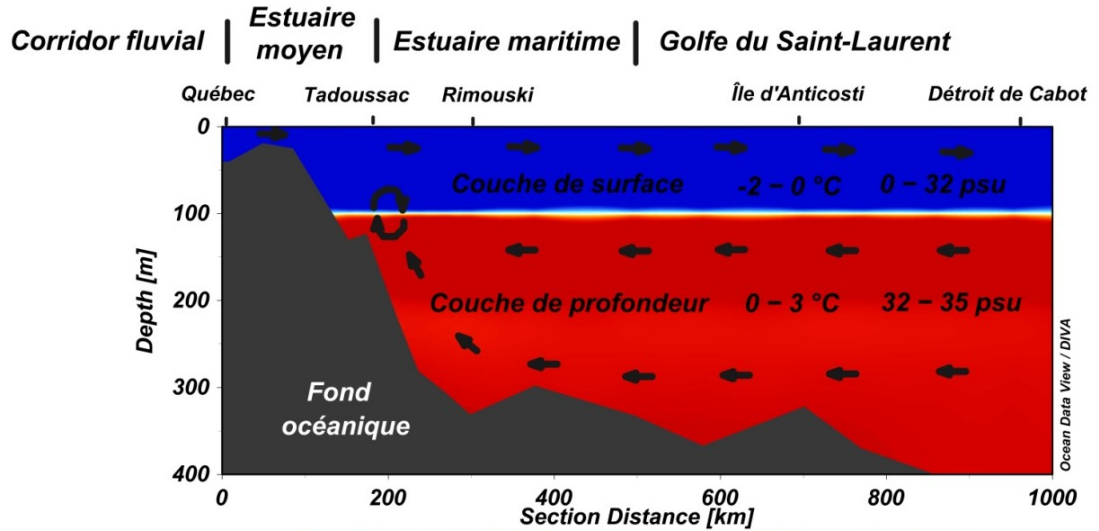 Corridor fluvial
Estuaire
moyen
Estuaire maritime
Golfe du Saint-Laurent
Québec
Tadoussac
Rimouski
Île d'Anticosti
Détroit de Cabot
0
100
200
300
400
Depth [m]
Couche de surface -2 – 0 °C 0 – 32 psu
Couche de profondeur 0 – 3 °C 32 – 35 psu
Fond
océanique
Ocean Data View / DIVA
0 200 400 600 800 1000
Section Distance [km]